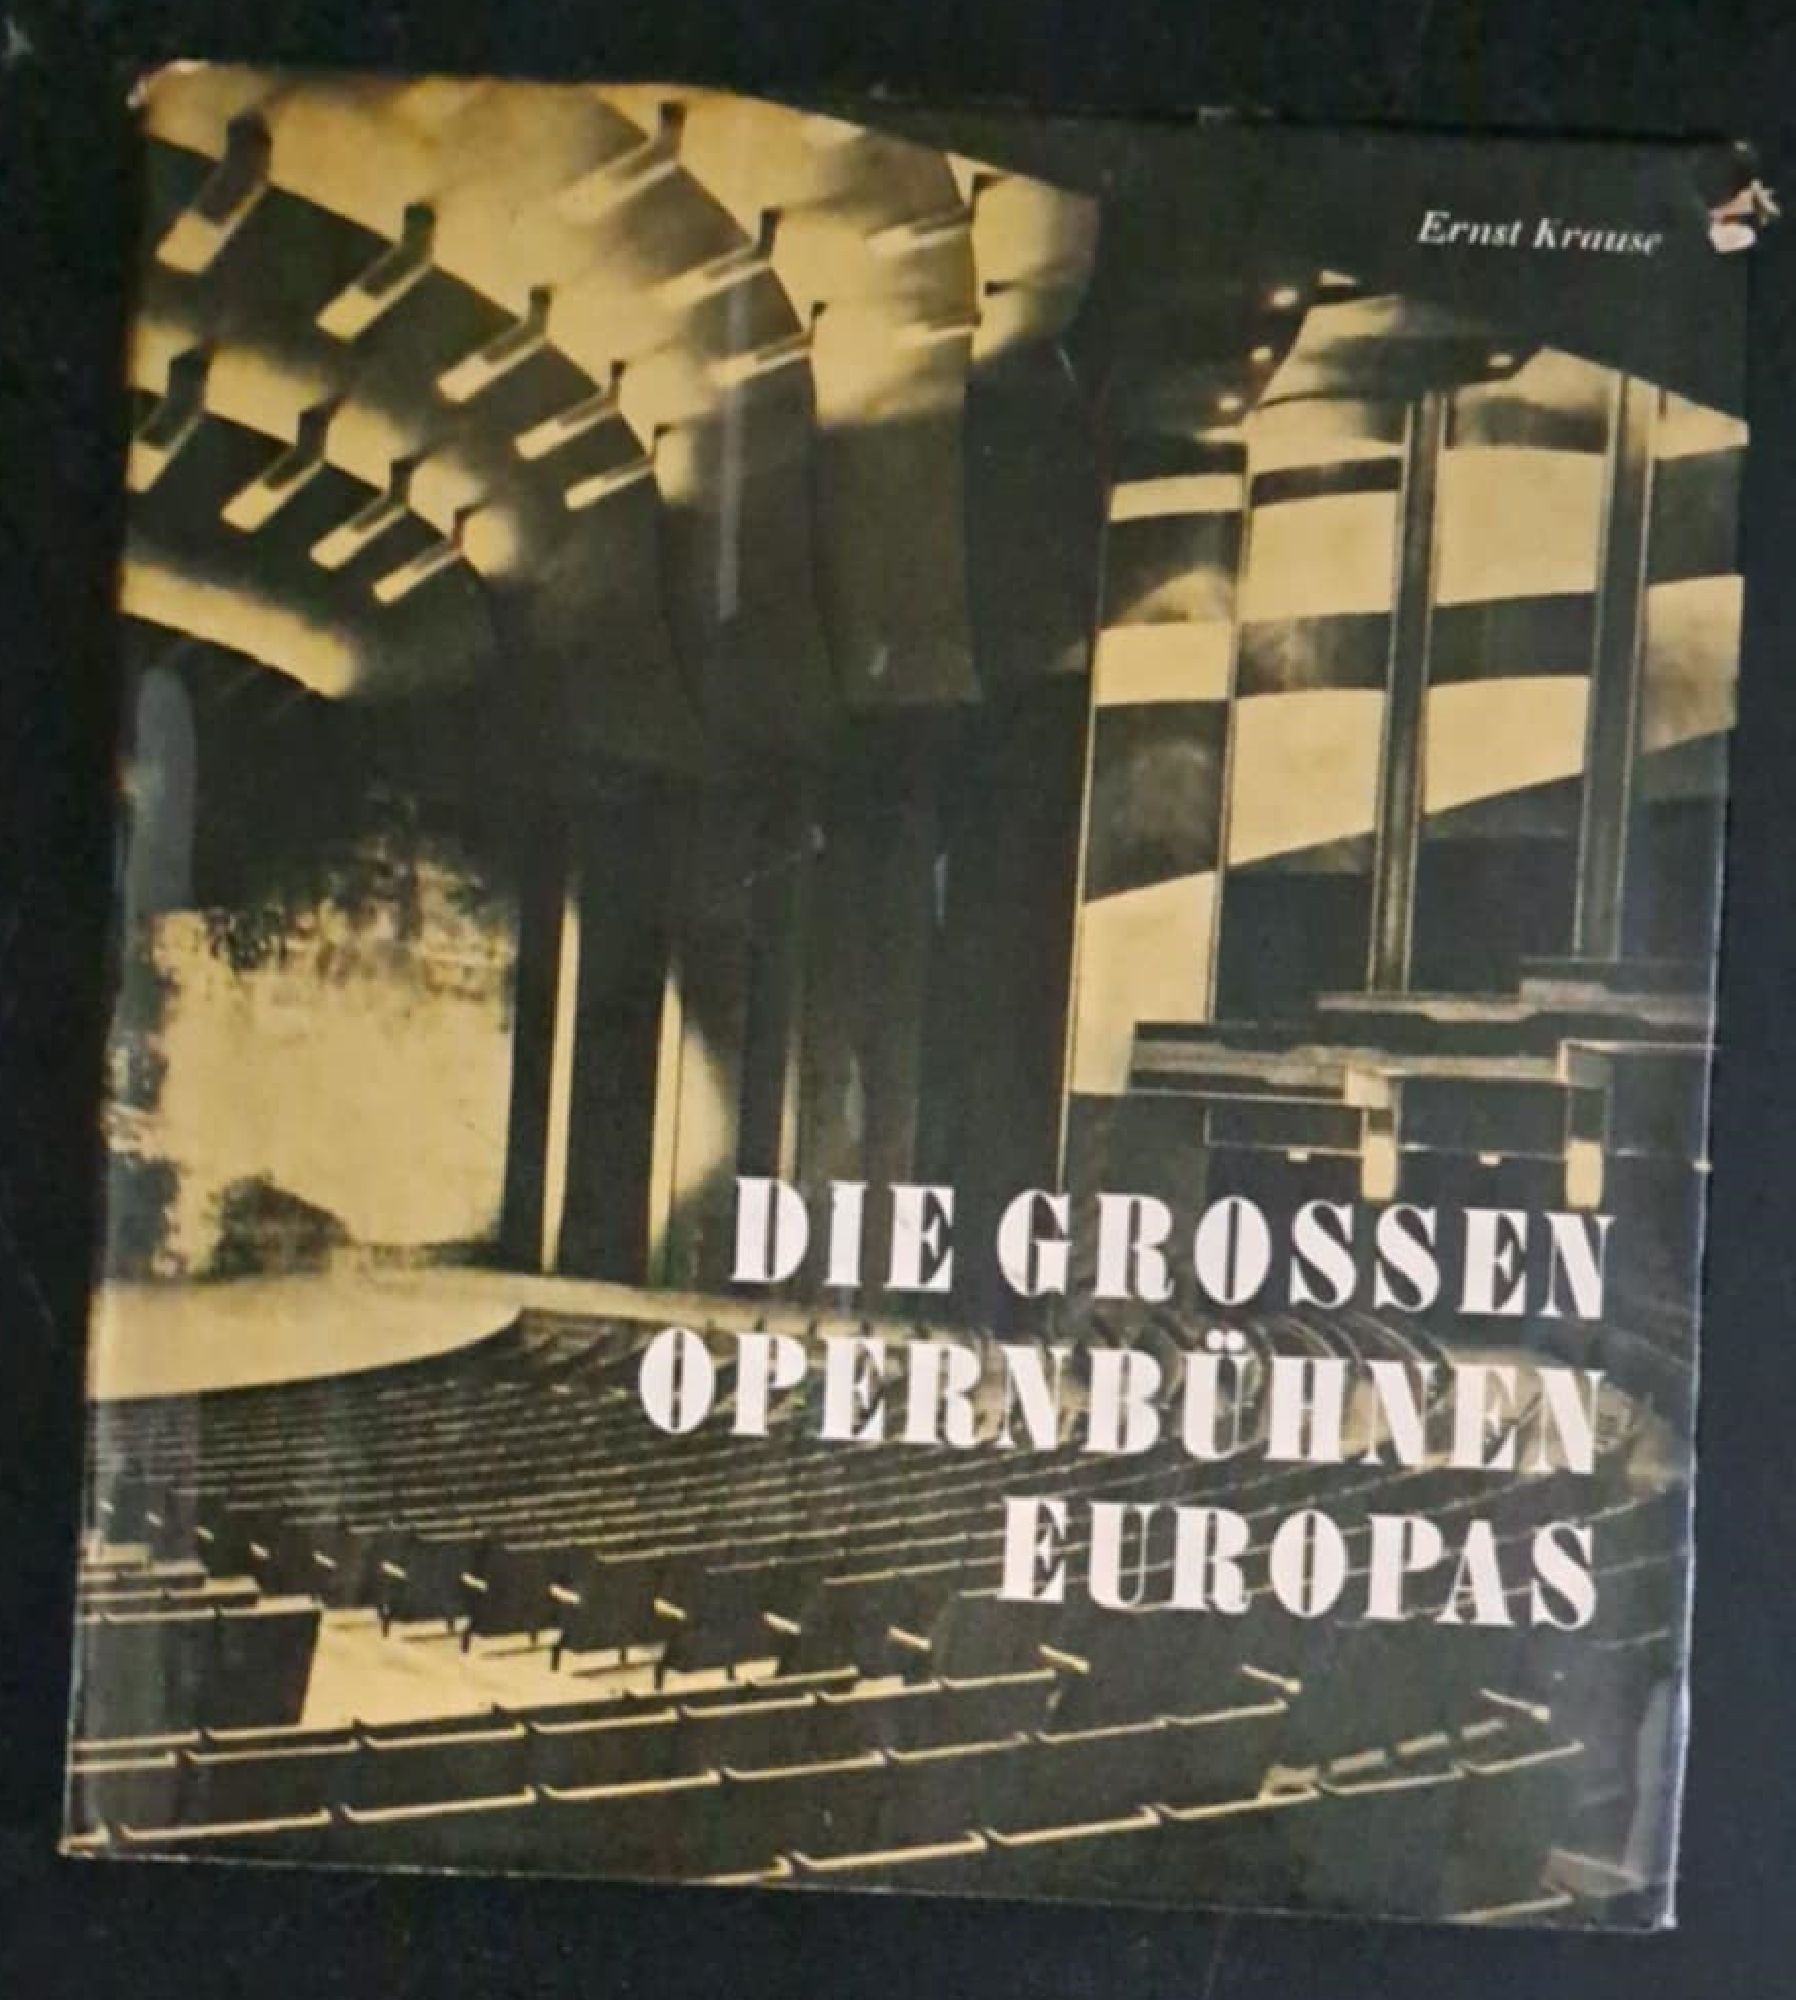 Ernst Krause
DIE GROSSEN
OPERNBÜHNEN
EUROPAS